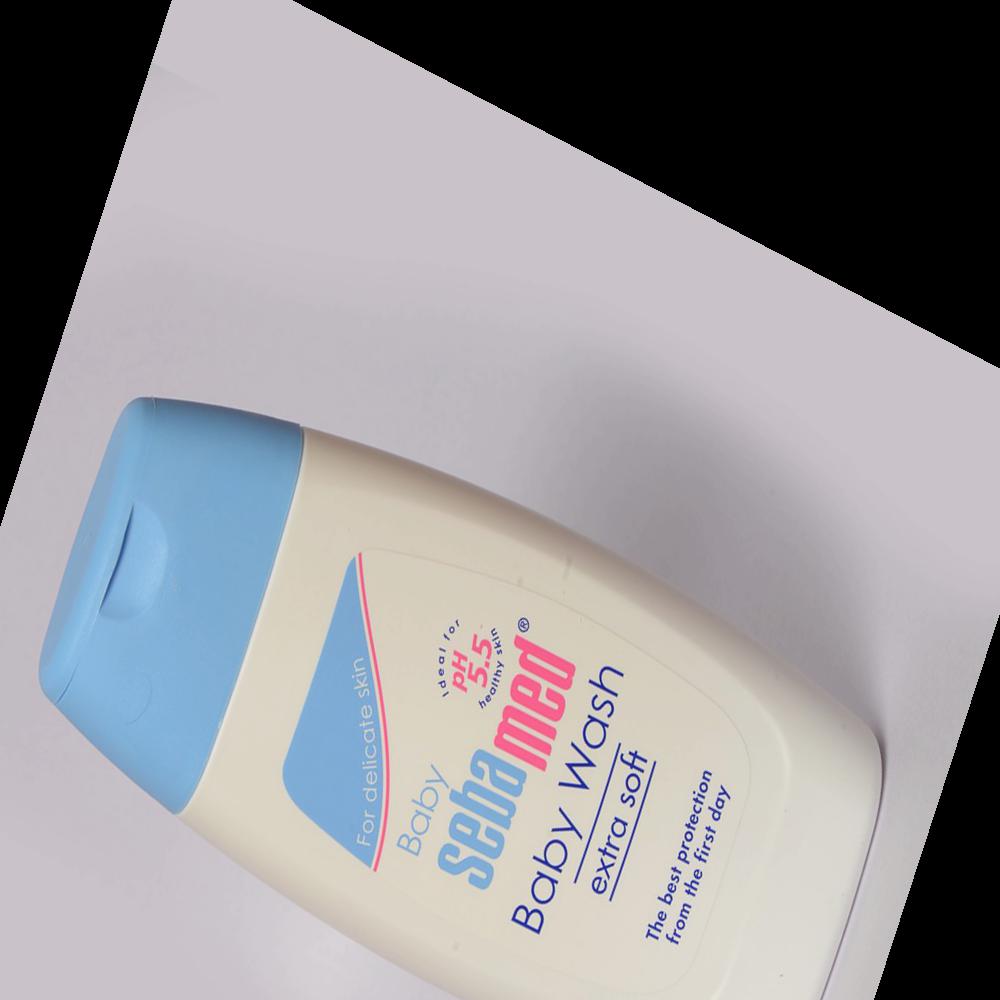 For delicate skin
Ideal for
pH
5.5
healthy skin
Baby
sebamed®
Baby Wash
extra soft
The best protection
from the first day